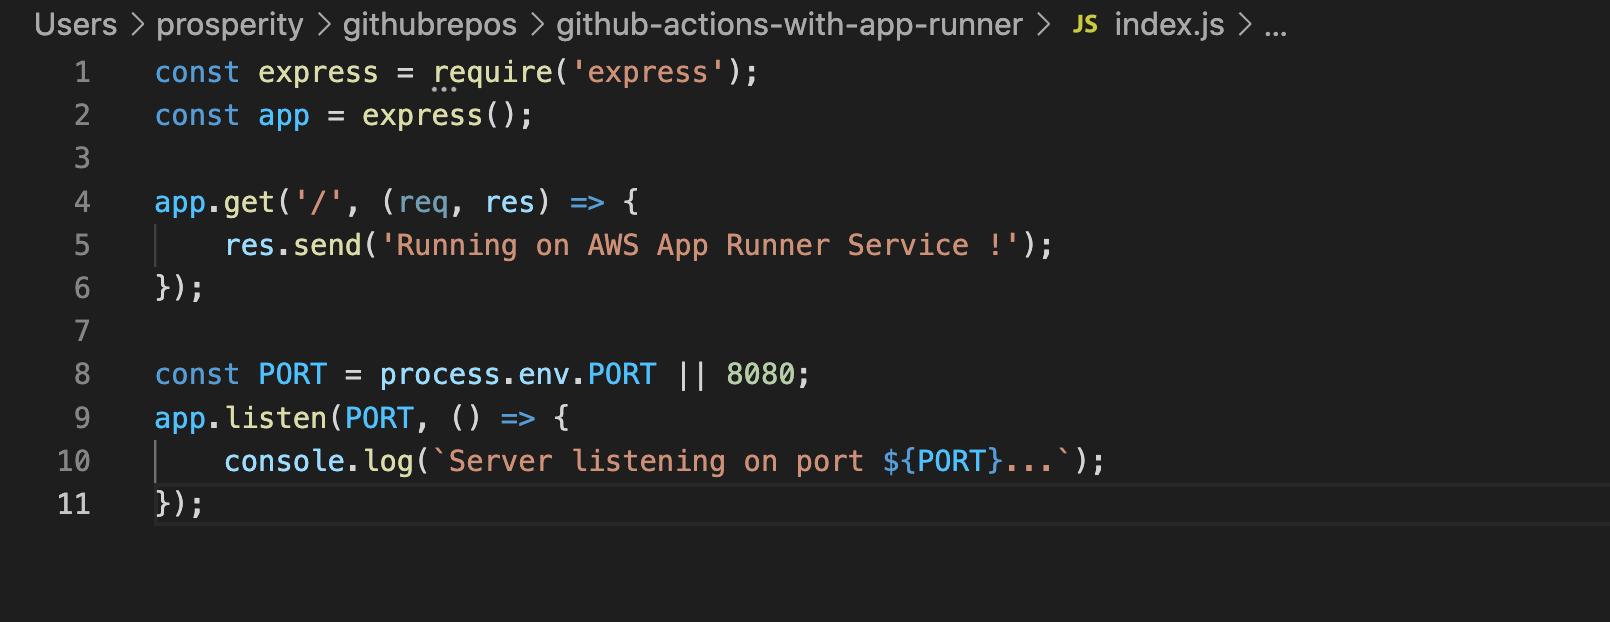 Users > prosperity > githubrepos > github-actions-with-app-runner > JS index.js > ...
1 const express = require('express');
2 const app = express();
3
4 app.get('/', (req, res) => {
5     res.send('Running on AWS App Runner Service !');
6 });
7
8 const PORT = process.env.PORT || 8080;
9 app.listen(PORT, () => {
10     console.log(`Server listening on port ${PORT}...`);
11 });